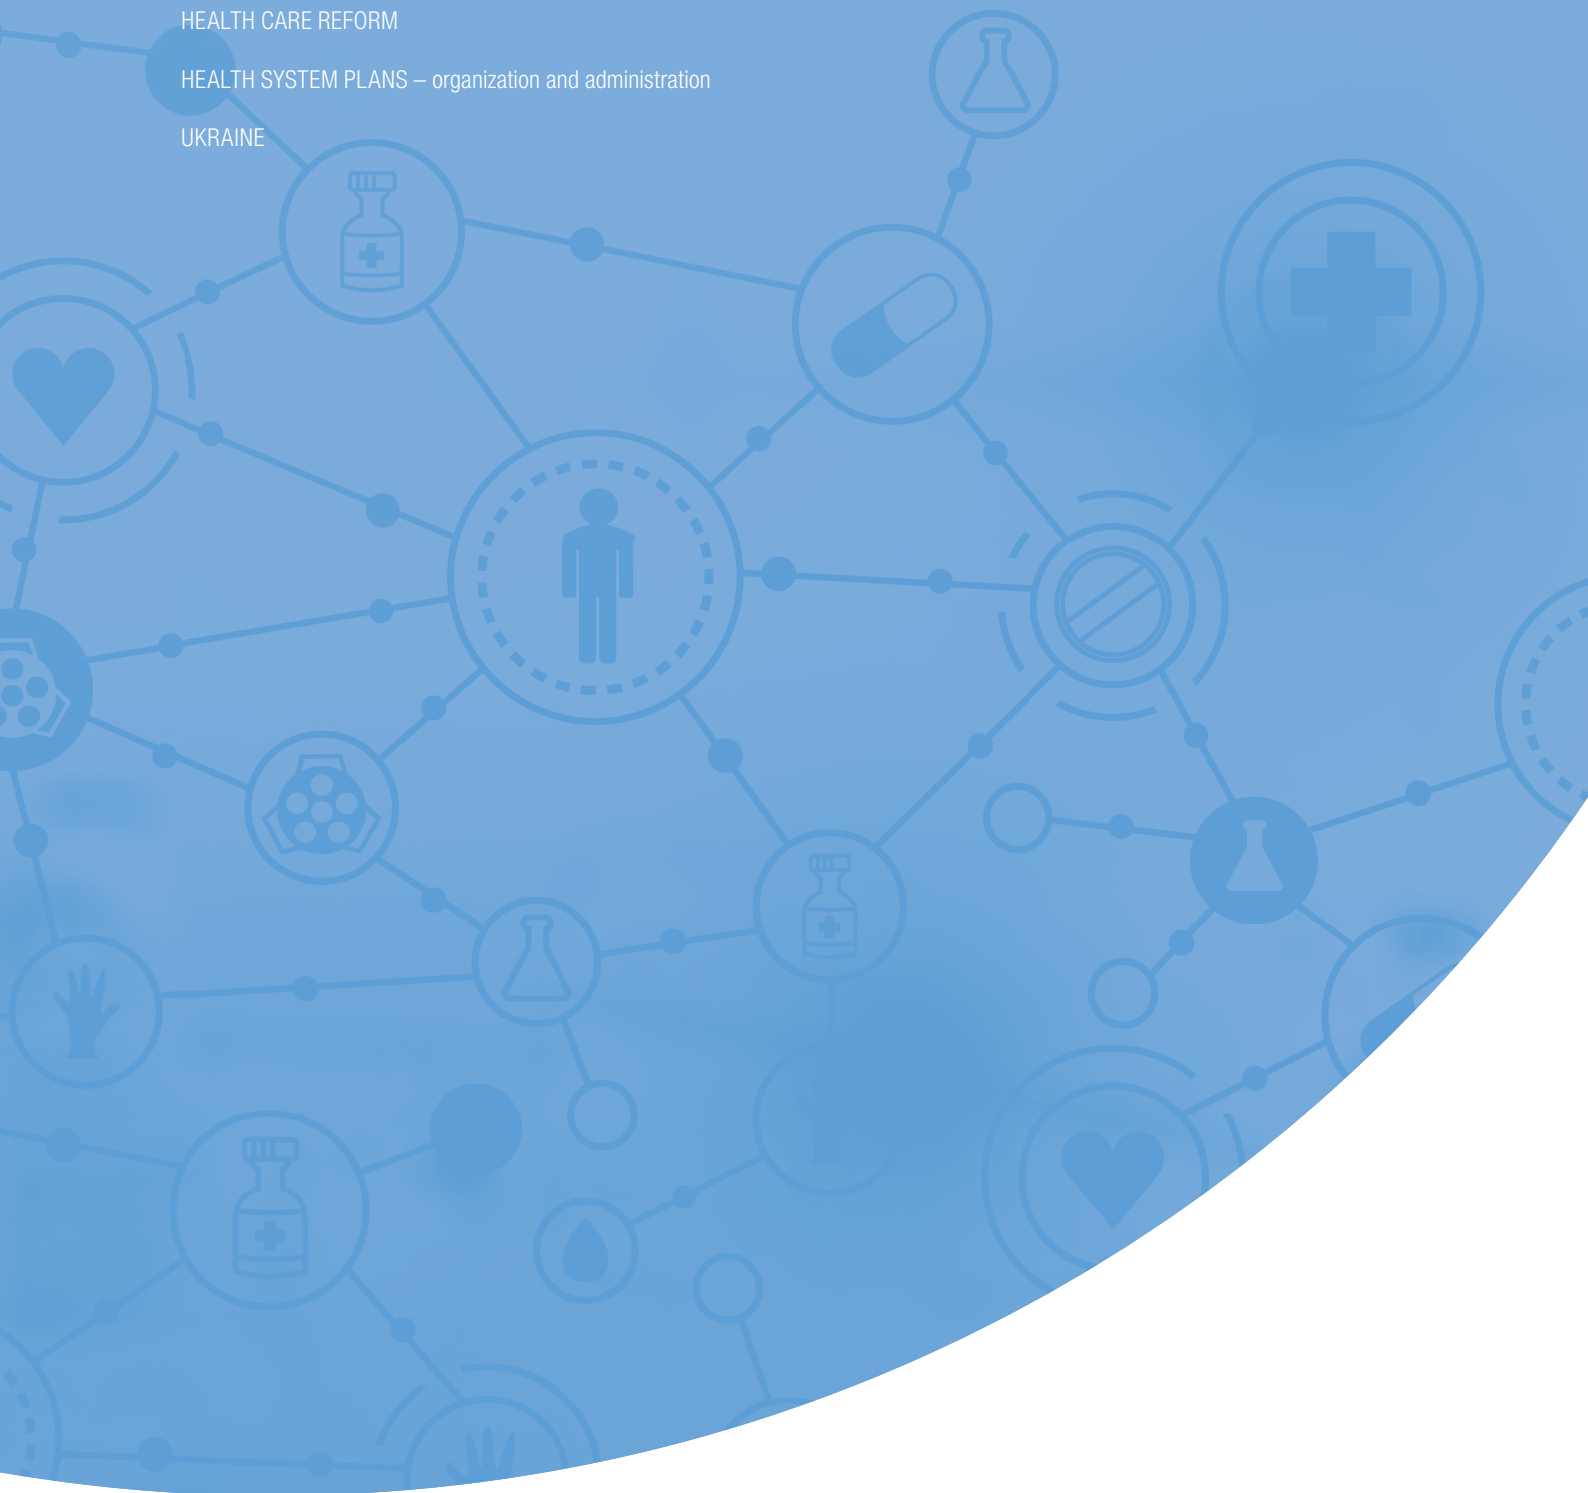 HEALTH CARE REFORM
HEALTH SYSTEM PLANS – organization and administration
UKRAINE